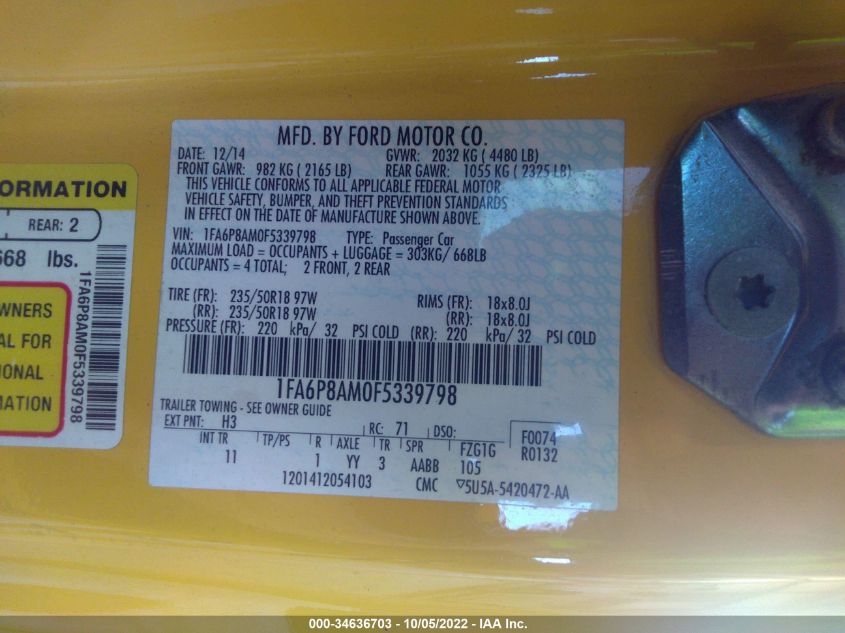 ORMATION
REAR: 2
668 lbs.
WNERS
AL FOR
IONAL
MATION
1FA6P8AM0F5339798
MFD. BY FORD MOTOR CO.
DATE: 12/14 GVWR: 2032 KG ( 4480 LB)
FRONT GAWR: 982 KG ( 2165 LB) REAR GAWR: 1055 KG ( 2325 LB)
THIS VEHICLE CONFORMS TO ALL APPLICABLE FEDERAL MOTOR
VEHICLE SAFETY, BUMPER, AND THEFT PREVENTION STANDARDS
IN EFFECT ON THE DATE OF MANUFACTURE SHOWN ABOVE.
VIN: 1FA6P8AM0F5339798 TYPE: Passenger Car
MAXIMUM LOAD = OCCUPANTS + LUGGAGE = 303KG/ 668LB
OCCUPANTS = 4 TOTAL; 2 FRONT, 2 REAR
TIRE (FR): 235/50R18 97W RIMS (FR): 18x8.0J
(RR): 235/50R18 97W (RR): 18x8.0J
PRESSURE (FR): 220 kPa/ 32 PSI COLD (RR): 220 kPa/ 32 PSI COLD
1FA6P8AM0F5339798
TRAILER TOWING - SEE OWNER GUIDE
EXT PNT: H3 RC: 71 DSO: F0074
INT TR TP/PS R AXLE TR SPR FZG1G R0132
11 1 YY 3 AABB 105
1201412054103 CMC ▽5U5A-5420472-AA
000-34636703 - 10/05/2022 - IAA Inc.